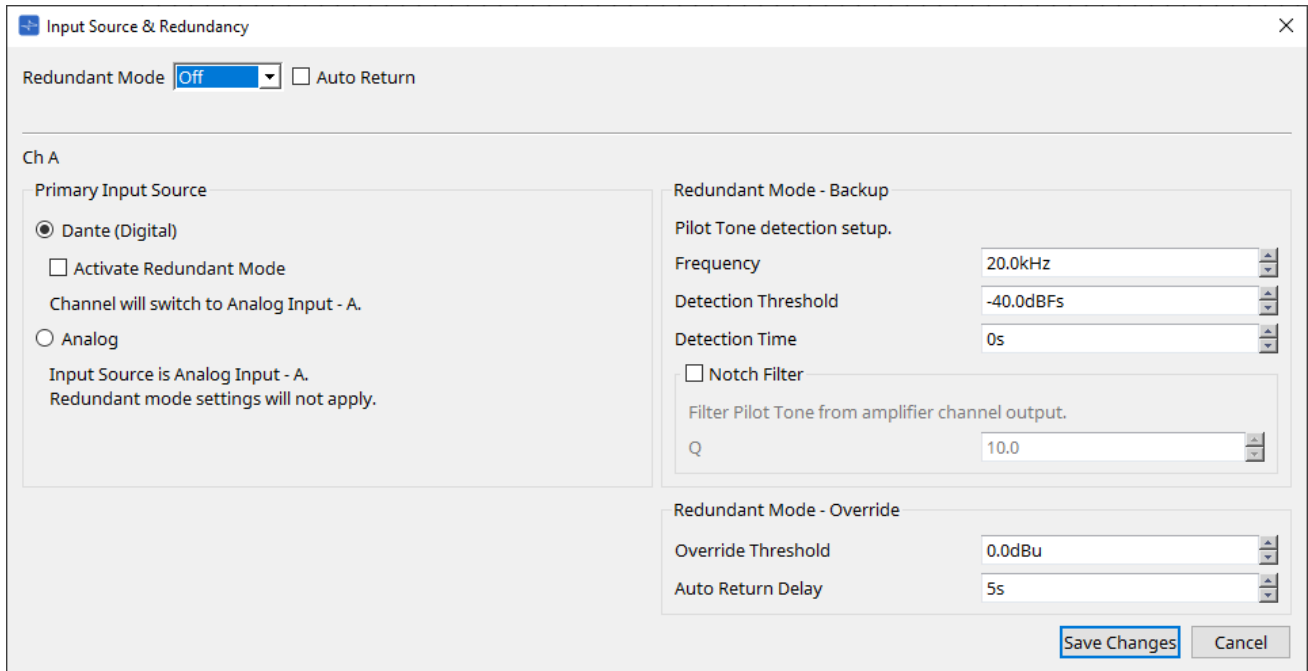 Input Source & Redundancy
Redundant Mode Off Auto Return
Ch A
Primary Input Source
Dante (Digital)
Activate Redundant Mode
Channel will switch to Analog Input - A.
Analog
Input Source is Analog Input - A.
Redundant mode settings will not apply.
Redundant Mode - Backup
Pilot Tone detection setup.
Frequency 20.0kHz
Detection Threshold -40.0dBFs
Detection Time 0s
Notch Filter
Filter Pilot Tone from amplifier channel output.
Q 10.0
Redundant Mode - Override
Override Threshold 0.0dBu
Auto Return Delay 5s
Save Changes Cancel